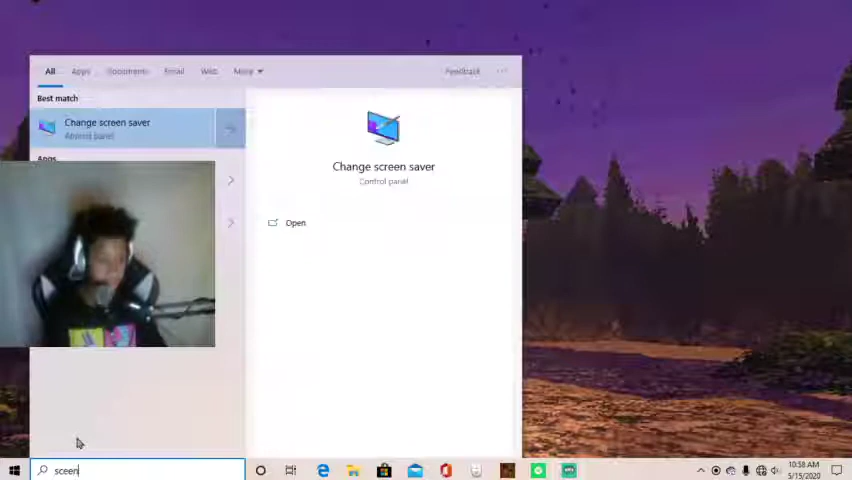 All Apps Documents Email Web More Feedback ...
Best match
Change screen saver
Control panel
Apps
Change screen saver
Control panel
Open
sceen
10:58 AM
5/15/2020